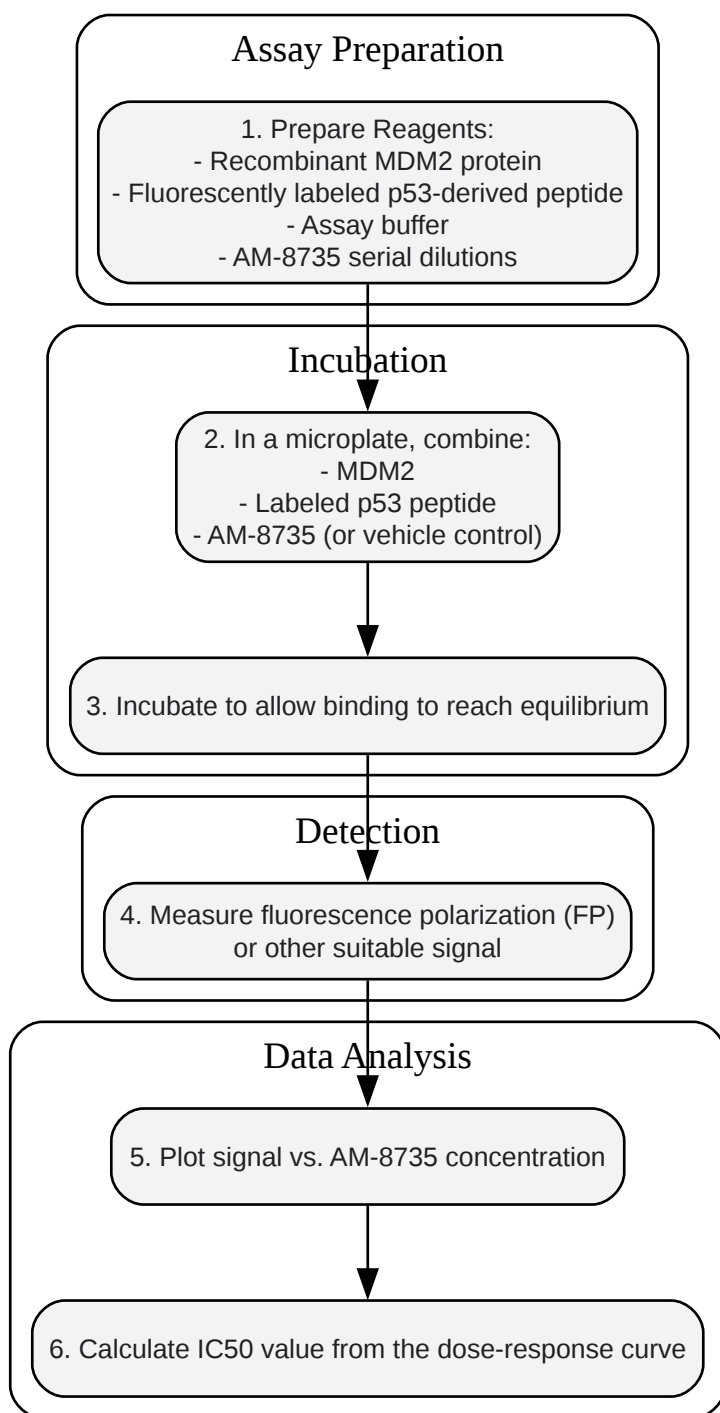 Assay Preparation
1. Prepare Reagents:
- Recombinant MDM2 protein
- Fluorescently labeled p53-derived peptide
- Assay buffer
- AM-8735 serial dilutions
Incubation
2. In a microplate, combine:
- MDM2
- Labeled p53 peptide
- AM-8735 (or vehicle control)
3. Incubate to allow binding to reach equilibrium
Detection
4. Measure fluorescence polarization (FP)
or other suitable signal
Data Analysis
5. Plot signal vs. AM-8735 concentration
6. Calculate IC50 value from the dose-response curve